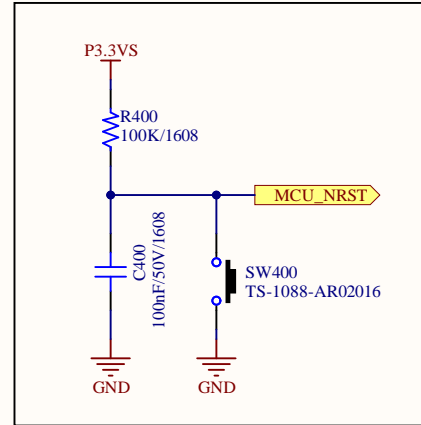 P3.3VS
R400
100K/1608
MCU_NRST
C400
100nF/50V/1608
SW400
TS-1088-AR02016
GND
GND